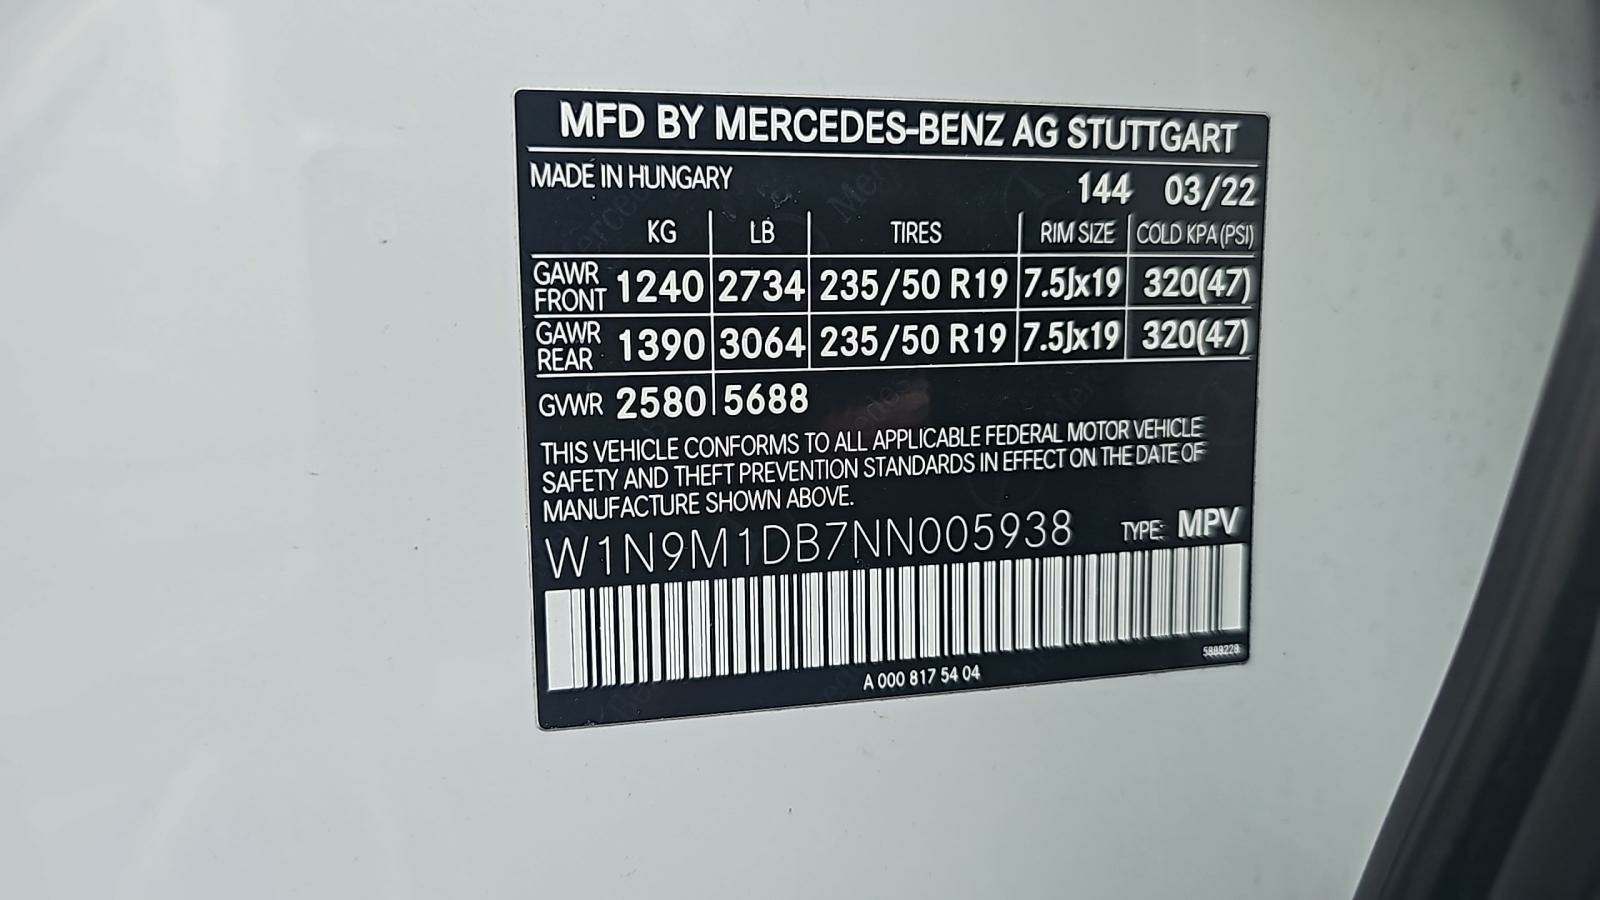 MFD BY MERCEDES-BENZ AG STUTTGART
MADE IN HUNGARY 144 03/22
KG LB TIRES RIM SIZE COLD KPA (PSI)
GAWR FRONT 1240 2734 235/50 R19 7.5Jx19 320(47)
GAWR REAR 1390 3064 235/50 R19 7.5Jx19 320(47)
GVWR 2580 5688
THIS VEHICLE CONFORMS TO ALL APPLICABLE FEDERAL MOTOR VEHICLE
SAFETY AND THEFT PREVENTION STANDARDS IN EFFECT ON THE DATE OF
MANUFACTURE SHOWN ABOVE.
W1N9M1DB7NN005938 TYPE: MPV
A 000 817 54 04